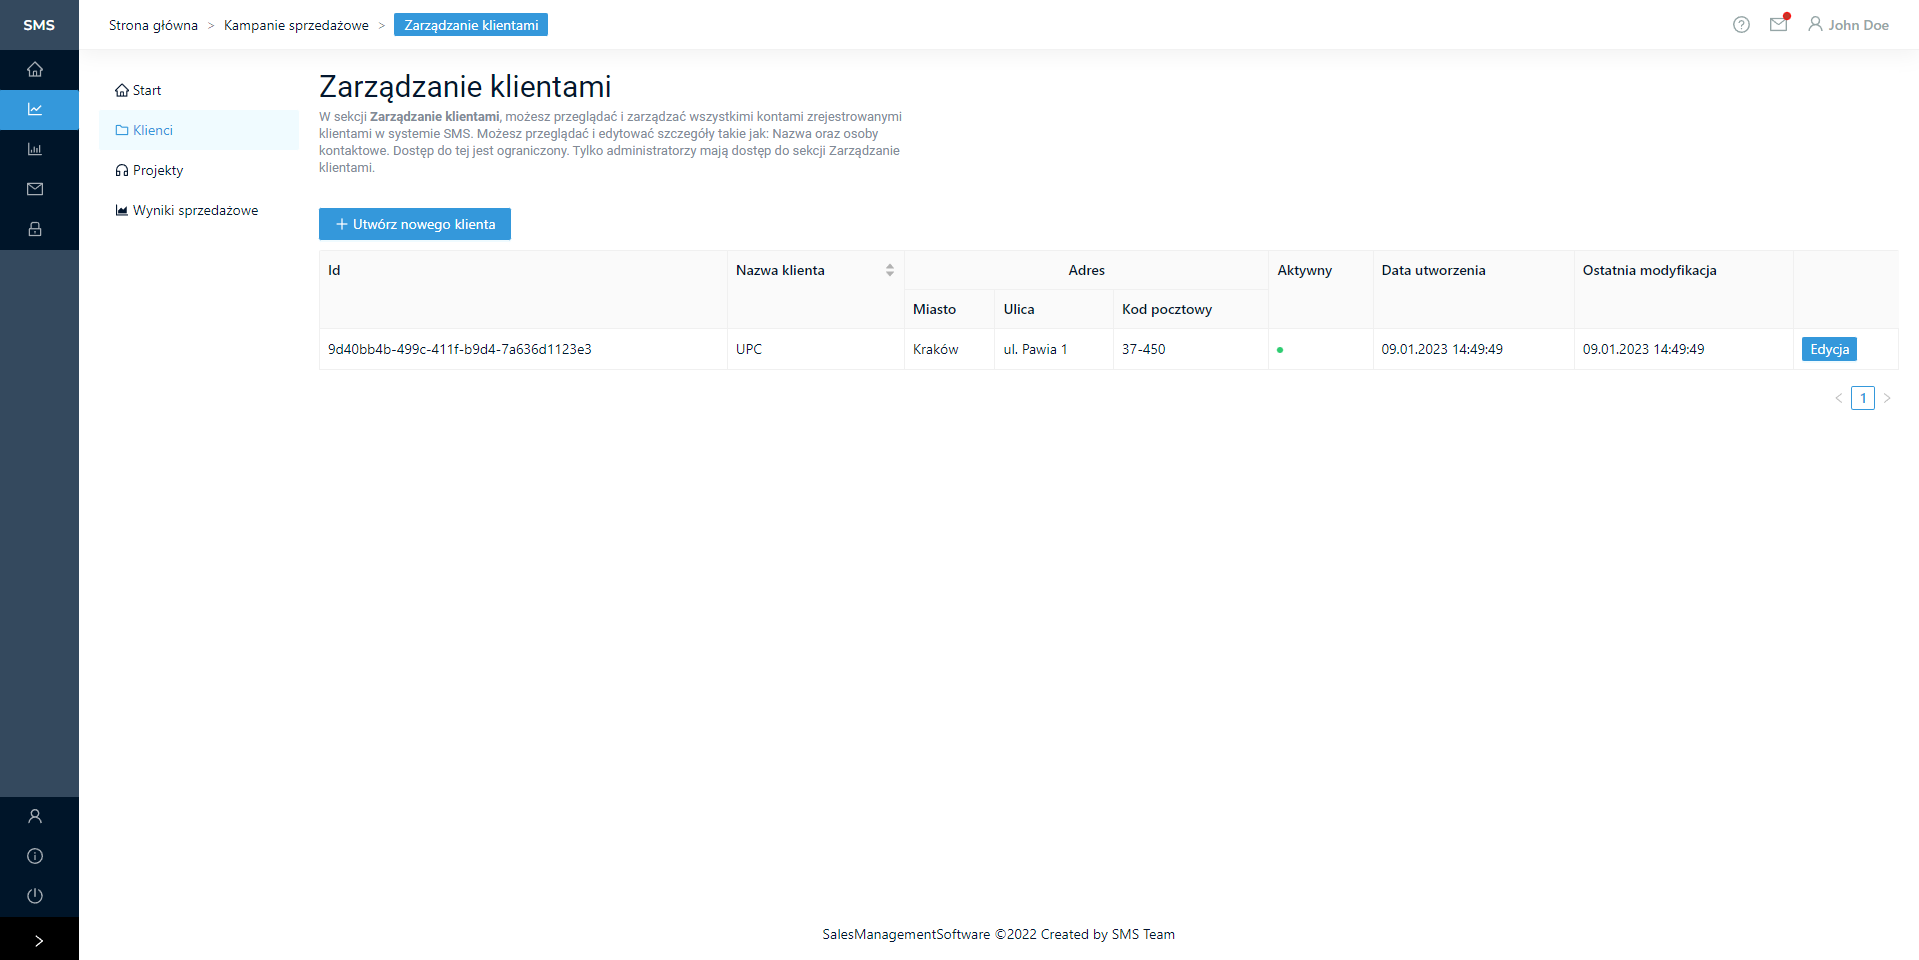 SMS
Strona główna > Kampanie sprzedażowe > Zarządzanie klientami
John Doe
Start
Klienci
Projekty
Wyniki sprzedażowe
Zarządzanie klientami
W sekcji Zarządzanie klientami, możesz przeglądać i zarządzać wszystkimi kontami zrejestrowanymi
klientami w systemie SMS. Możesz przeglądać i edytować szczegóły takie jak: Nazwa oraz osoby
kontaktowe. Dostęp do tej jest ograniczony. Tylko administratorzy mają dostęp do sekcji Zarządzanie
klientami.
+ Utwórz nowego klienta
Id Nazwa klienta Adres Aktywny Data utworzenia Ostatnia modyfikacja
Miasto Ulica Kod pocztowy
9d40bb4b-499c-411f-b9d4-7a636d1123e3 UPC Kraków ul. Pawia 1 37-450 09.01.2023 14:49:49 09.01.2023 14:49:49 Edycja
< 1 >
SalesManagementSoftware ©2022 Created by SMS Team